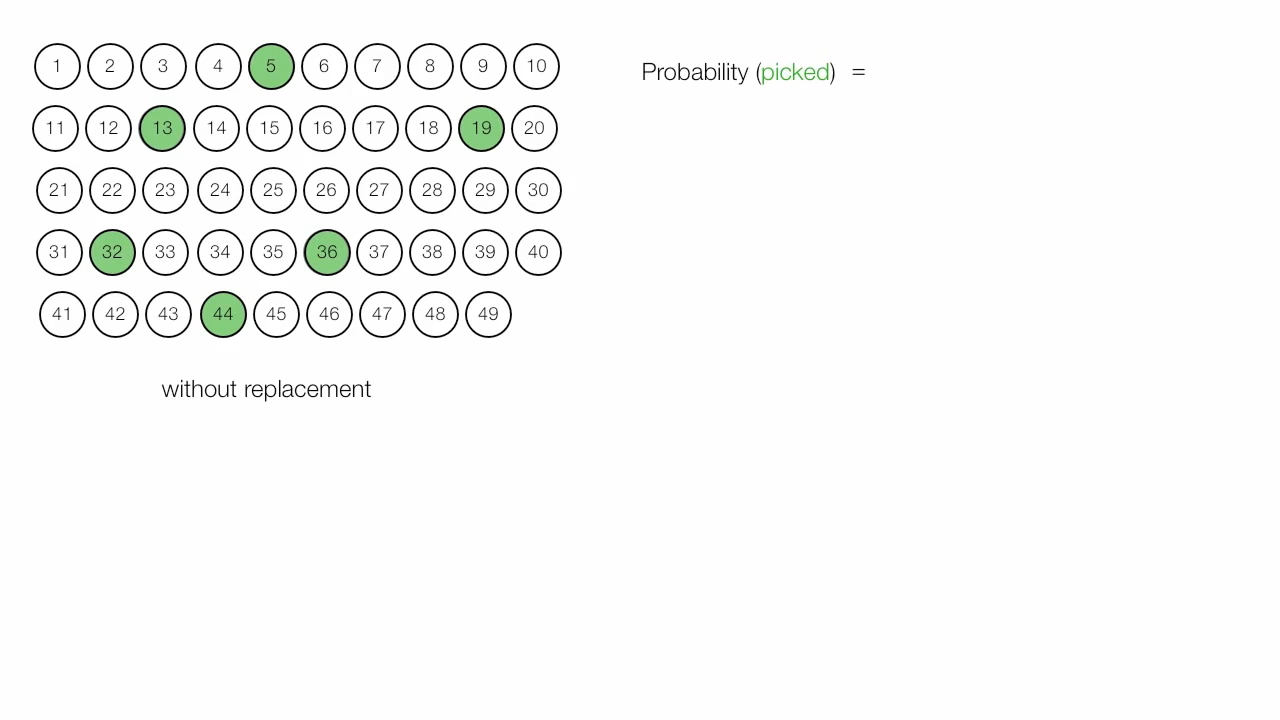 1 2 3 4 5 6 7 8 9 10
Probability (picked) =
11 12 13 14 15 16 17 18 19 20
21 22 23 24 25 26 27 28 29 30
31 32 33 34 35 36 37 38 39 40
41 42 43 44 45 46 47 48 49
without replacement